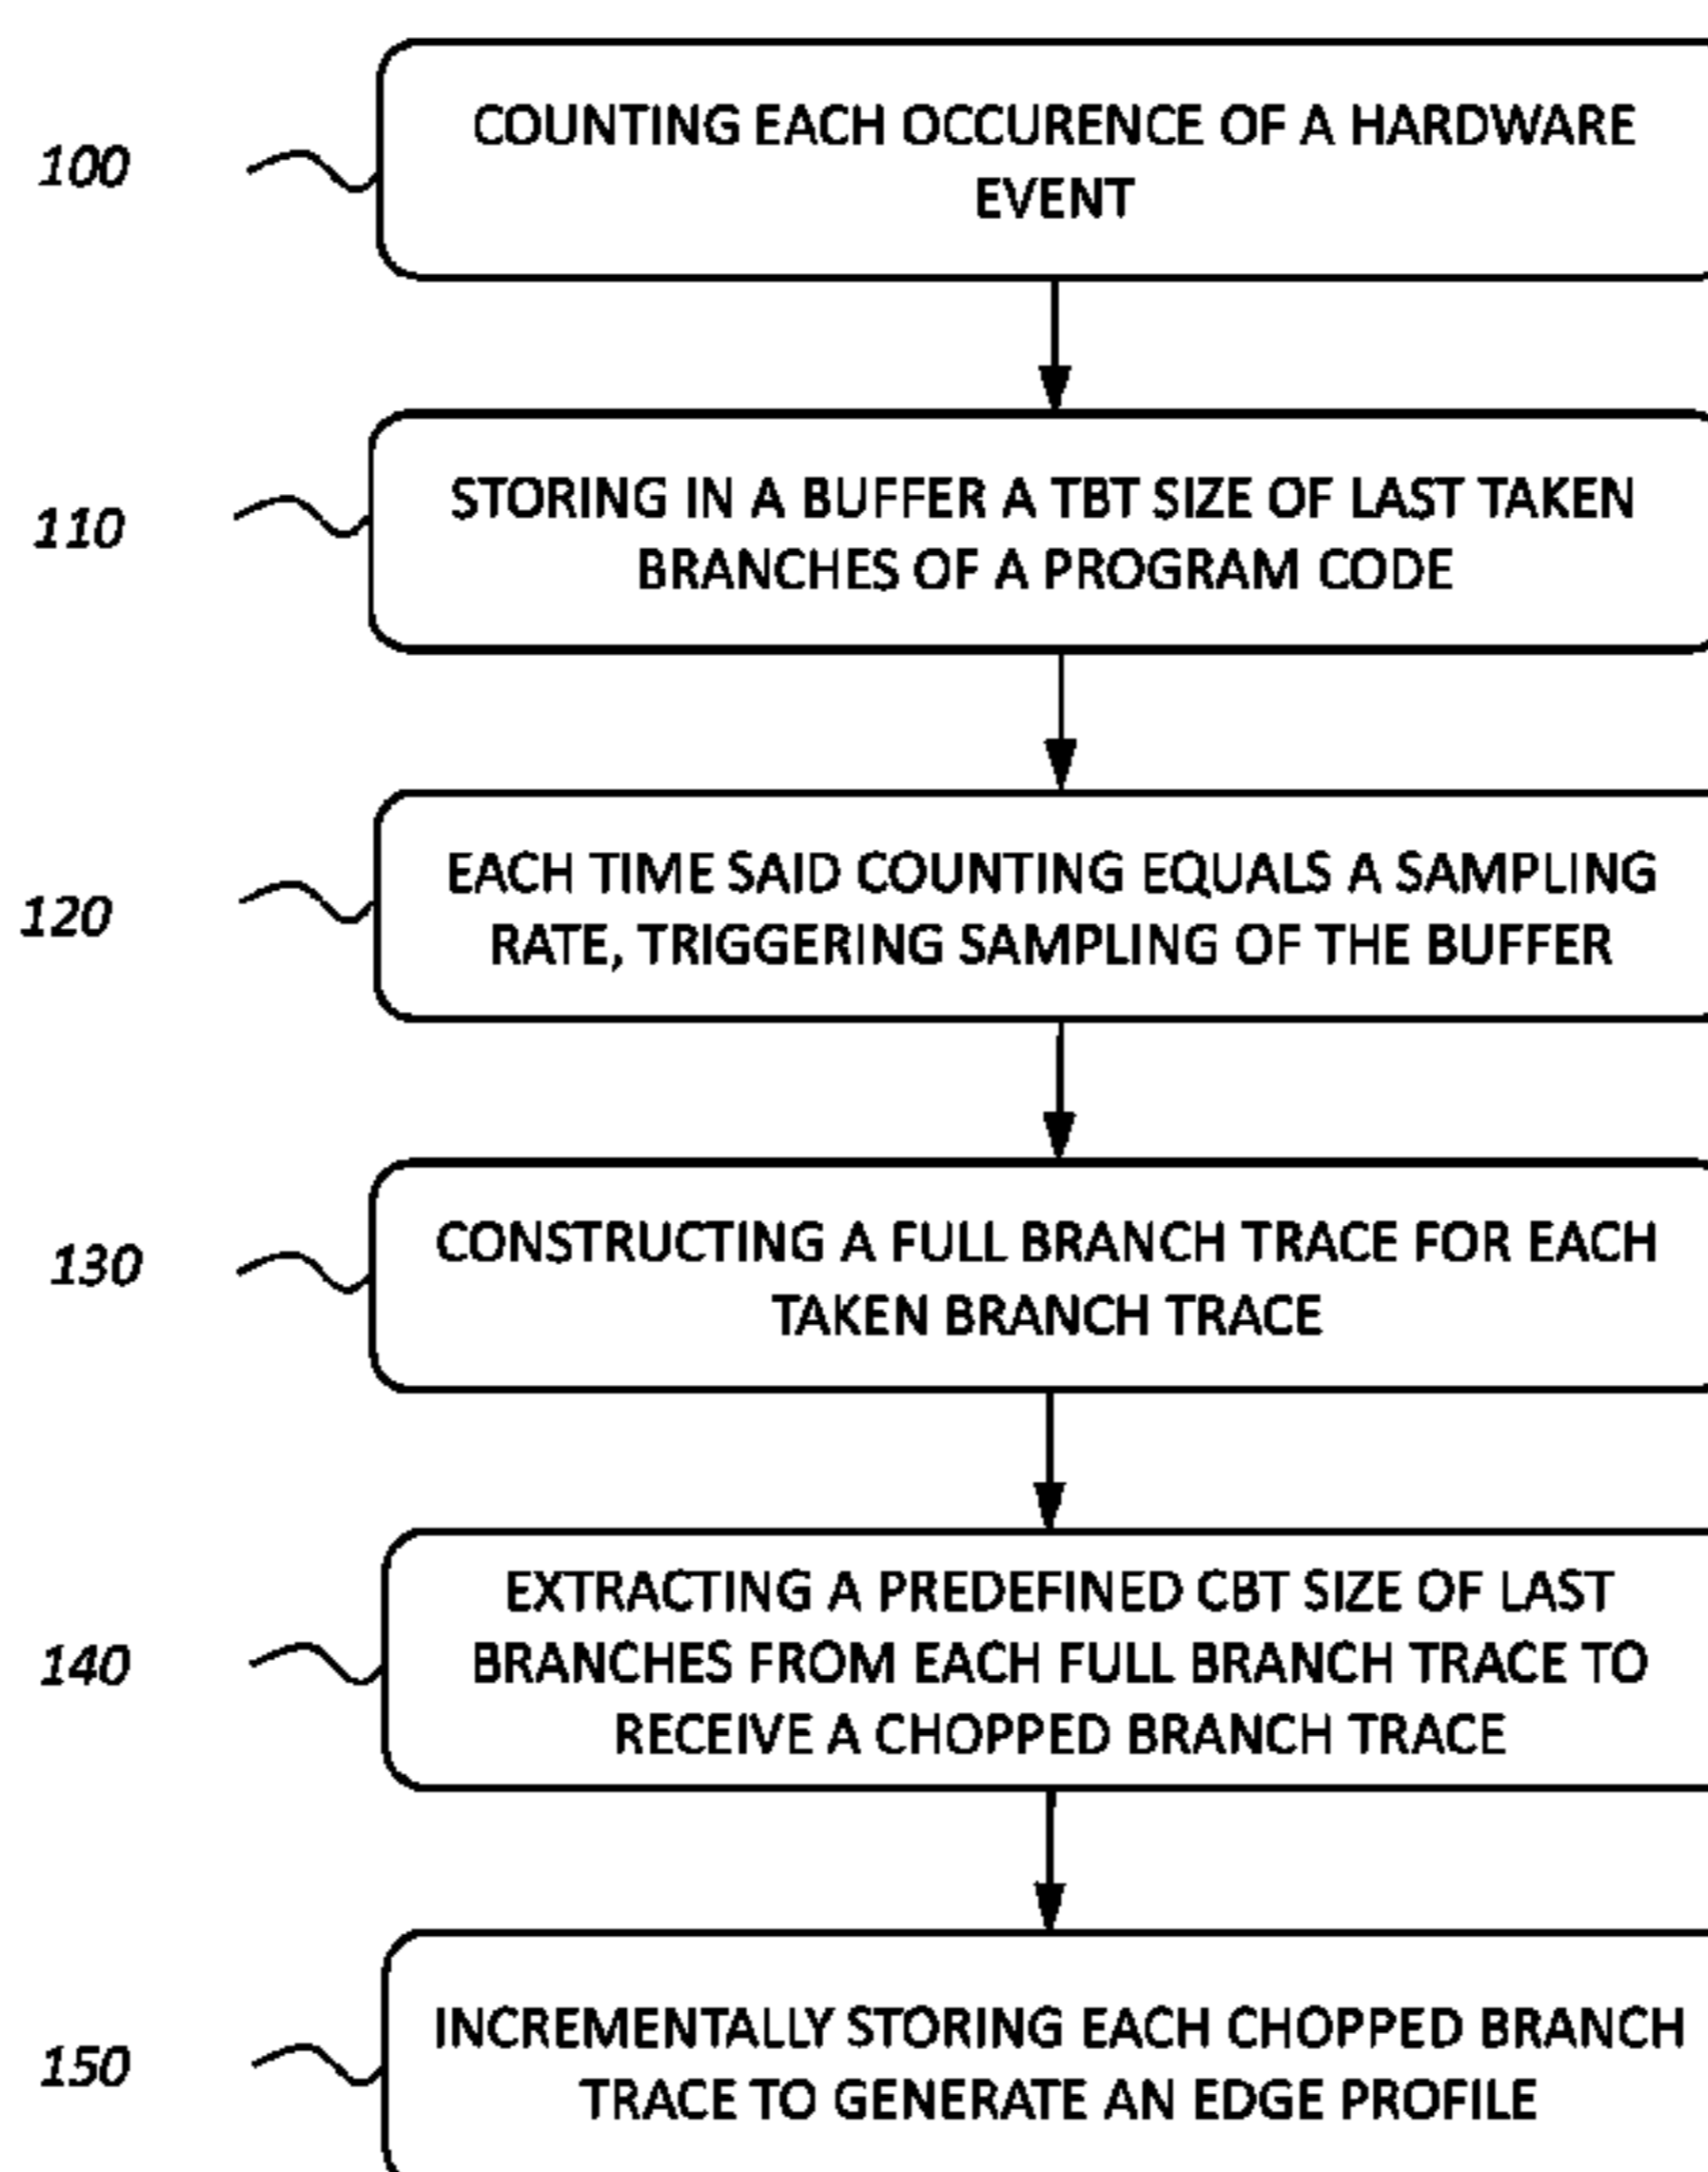 100
COUNTING EACH OCCURENCE OF A HARDWARE
EVENT
110
STORING IN A BUFFER A TBT SIZE OF LAST TAKEN
BRANCHES OF A PROGRAM CODE
120
EACH TIME SAID COUNTING EQUALS A SAMPLING
RATE, TRIGGERING SAMPLING OF THE BUFFER
130
CONSTRUCTING A FULL BRANCH TRACE FOR EACH
TAKEN BRANCH TRACE
140
EXTRACTING A PREDEFINED CBT SIZE OF LAST
BRANCHES FROM EACH FULL BRANCH TRACE TO
RECEIVE A CHOPPED BRANCH TRACE
150
INCREMENTALLY STORING EACH CHOPPED BRANCH
TRACE TO GENERATE AN EDGE PROFILE